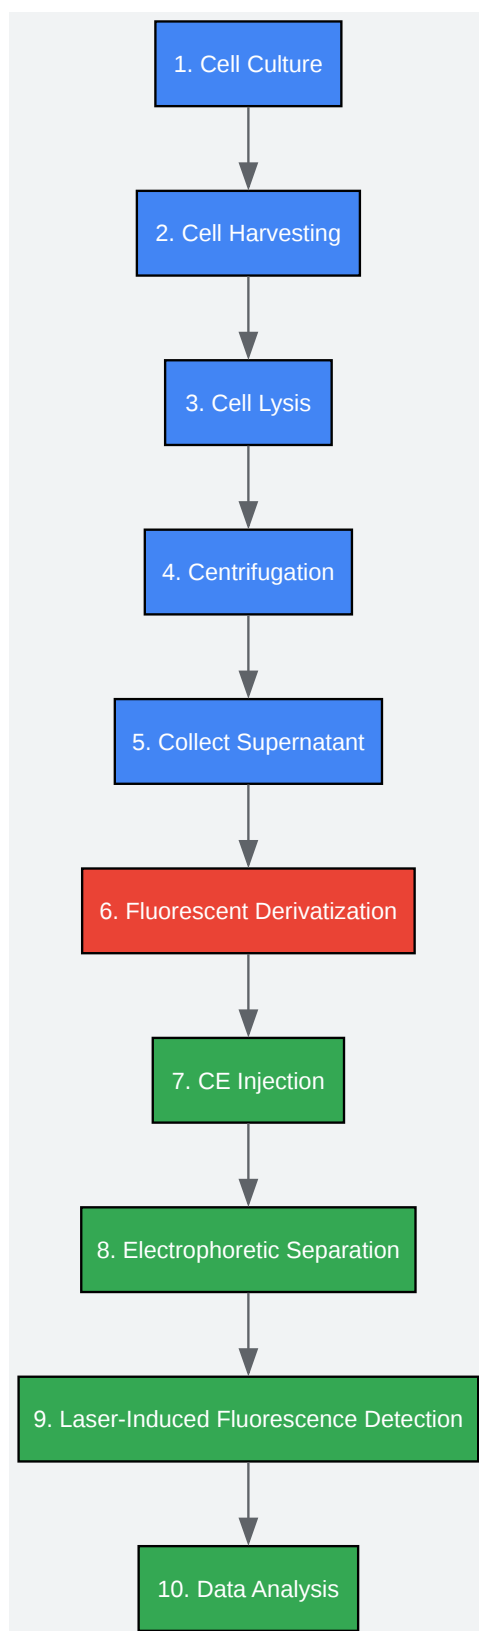 1. Cell Culture
2. Cell Harvesting
3. Cell Lysis
4. Centrifugation
5. Collect Supernatant
6. Fluorescent Derivatization
7. CE Injection
8. Electrophoretic Separation
9. Laser-Induced Fluorescence Detection
10. Data Analysis